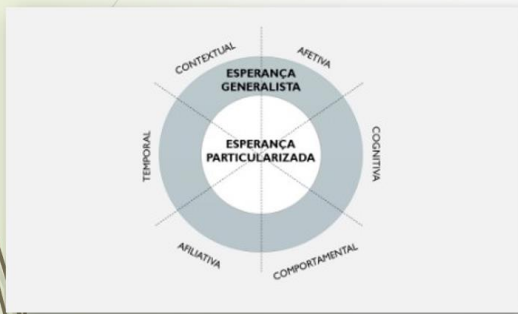 CONTEXTUAL
AFETIVA
ESPERANÇA
GENERALISTA
TEMPORAL
ESPERANÇA
PARTICULARIZADA
COGNITIVA
AFILIATIVA
COMPORTAMENTAL